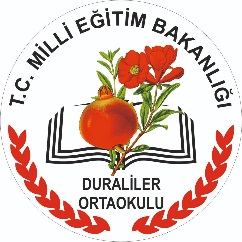 T.C. MİLLİ EĞİTİM BAKANLIĞI
DURALİLER
ORTAOKULU